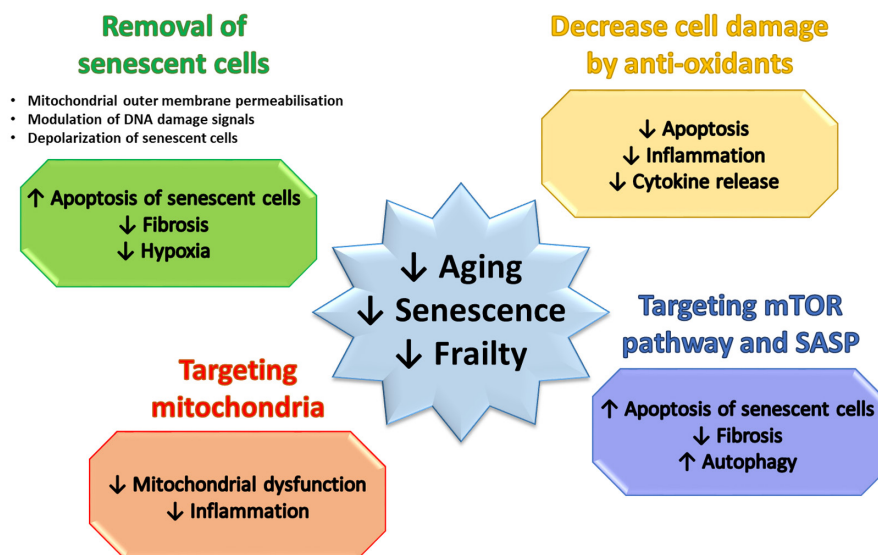 Removal of
senescent cells
• Mitochondrial outer membrane permeabilisation
• Modulation of DNA damage signals
• Depolarization of senescent cells
↑ Apoptosis of senescent cells
↓ Fibrosis
↓ Hypoxia
Decrease cell damage
by anti-oxidants
↓ Apoptosis
↓ Inflammation
↓ Cytokine release
↓ Aging
↓ Senescence
↓ Frailty
Targeting
mitochondria
↓ Mitochondrial dysfunction
↓ Inflammation
Targeting mTOR
pathway and SASP
↑ Apoptosis of senescent cells
↓ Fibrosis
↑ Autophagy